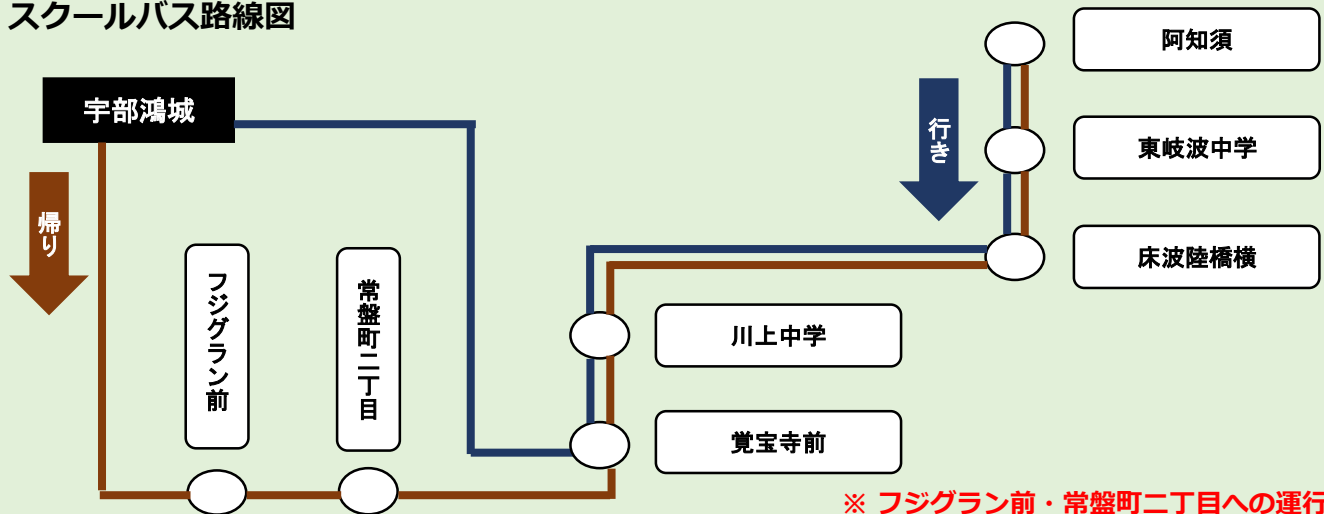 スクールバス路線図
阿知須
宇部鴻城
行き
東岐波中学
帰り
床波陸橋横
フジグラン前
常盤町二丁目
川上中学
覚宝寺前
※ フジグラン前・常盤町二丁目への運行